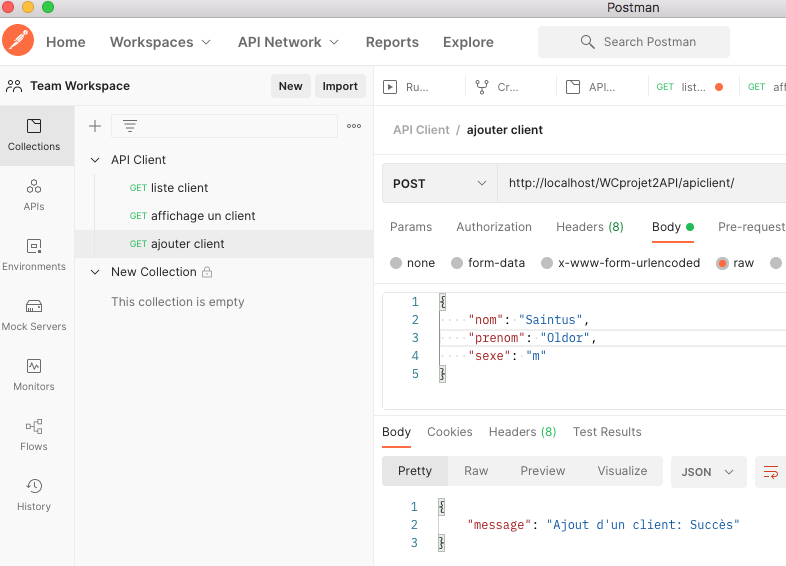 Postman
Home Workspaces API Network Reports Explore Search Postman
Team Workspace New Import
Ru... Cr... API... GET list... GET aff
Collections
APIs
Environments
Mock Servers
Monitors
Flows
History
API Client
GET liste client
GET affichage un client
GET ajouter client
New Collection
This collection is empty
API Client / ajouter client
POST http://localhost/WCprojet2API/apiclient/
Params Authorization Headers (8) Body Pre-request
none form-data x-www-form-urlencoded raw
1 {
2 "nom": "Saintus",
3 "prenom": "Oldor",
4 "sexe": "m"
5 }
Body Cookies Headers (8) Test Results
Pretty Raw Preview Visualize JSON
1 {
2 "message": "Ajout d'un client: Succès"
3 }